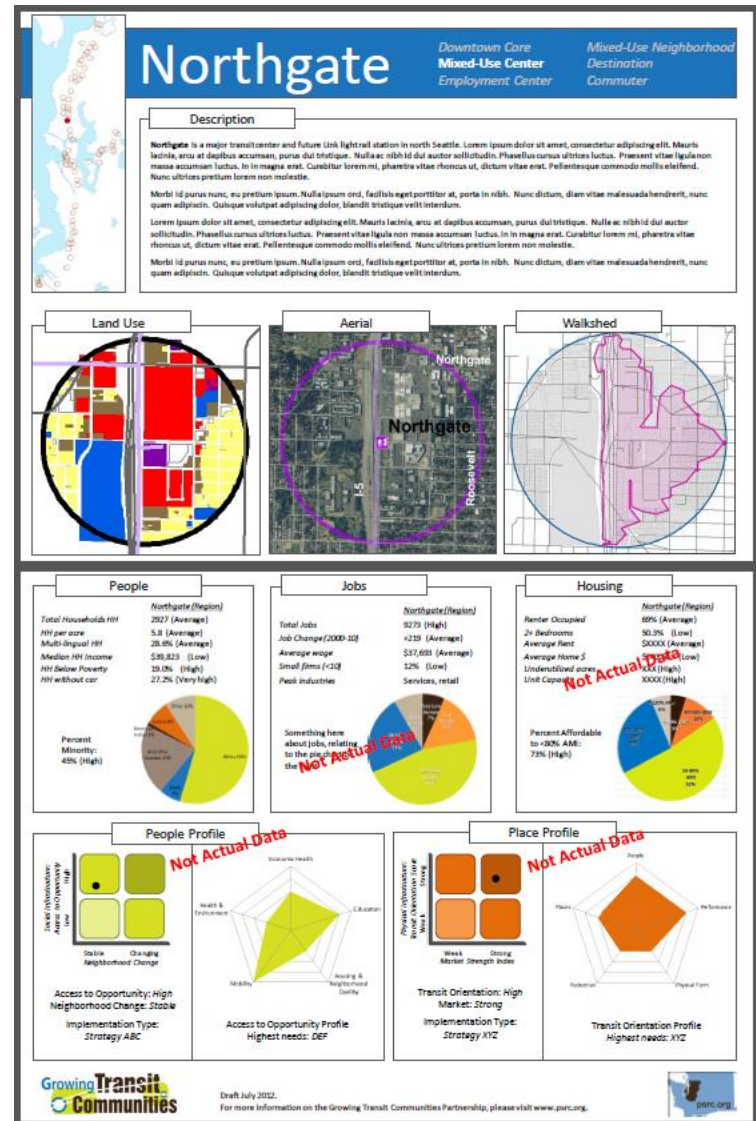 Northgate
Downtown Core
Mixed-Use Center
Employment Center
Mixed-Use Neighborhood
Destination
Commuter
Description
Northgate is a major transit center and future Link light rail station in north Seattle. Lorem ipsum dolor sit amet, consectetur adipiscing elit. Mauris
lacinia, arcu at dapibus accumsan, purus dui tristique. Nulla ac nibh id dui auctor sollicitudin. Phasellus cursus ultrices luctus. Praesent vitae ligula non
massa accumsan luctus. In in magna erat. Curabitur lorem mi, pharetra vitae rhoncus ut, dictum vitae erat. Pellentesque commodo mollis eleifend.
Nunc ultrices pretium lorem non molestie.
Morbi id purus nunc, eu pretium ipsum. Nulla ipsum orci, facilisis eget porttitor at, porta in nibh. Nunc dictum, diam vitae malesuada hendrerit, nunc
quam adipiscin. Quisque volutpat adipiscing dolor, blandit tristique velit interdum.
Lorem ipsum dolor sit amet, consectetur adipiscing elit. Mauris lacinia, arcu at dapibus accumsan, purus dui tristique. Nulla ac nibh id dui auctor
sollicitudin. Phasellus cursus ultrices luctus. Praesent vitae ligula non massa accumsan luctus. In in magna erat. Curabitur lorem mi, pharetra vitae
rhoncus ut, dictum vitae erat. Pellentesque commodo mollis eleifend. Nunc ultrices pretium lorem non molestie.
Morbi id purus nunc, eu pretium ipsum. Nulla ipsum orci, facilisis eget porttitor at, porta in nibh. Nunc dictum, diam vitae malesuada hendrerit, nunc
quam adipiscin. Quisque volutpat adipiscing dolor, blandit tristique velit interdum.
Land Use
Aerial
Northgate
Northgate
I-5
Roosevelt
Walkshed
People
Northgate (Region)
Total Households HH 2927 (Average)
HH per acre 5.8 (Average)
Multi-lingual HH 28.6% (Average)
Median HH Income $39,823 (Low)
HH Below Poverty 19.0% (High)
HH without car 27.2% (Very high)
Percent
Minority:
45% (High)
Jobs
Northgate (Region)
Total Jobs 9273 (High)
Job Change (2000-10) +219 (Average)
Average wage $37,693 (Average)
Small firms (<10) 12% (Low)
Peak industries Services, retail
Something here
about jobs, relating
to the pie
the
Not Actual Data
Housing
Northgate (Region)
Renter Occupied 69% (Average)
2+ Bedrooms 50.3% (Low)
Average Rent $XXXX (Average)
Average Home $ (Low)
Underutilized acres XXX (High)
Unit Capacity XXXX (High)
Not Actual Data
Percent Affordable
to <80% AMI:
73% (High)
People Profile
Not Actual Data
Social Infrastructure:
Access to Opportunity
High
Low
Stable Changing
Neighborhood Change
Access to Opportunity: High
Neighborhood Change: Stable
Implementation Type:
Strategy ABC
Economic Health
Education
Housing &
Neighborhood
Mobility
Health &
Environment
Access to Opportunity Profile
Highest needs: DEF
Place Profile
Not Actual Data
Physical Infrastructure:
Transit Orientation Score
Strong
Weak
Weak Strong
Market Strength Index
Transit Orientation: High
Market: Strong
Implementation Type:
Strategy XYZ
People
Performance
Physical Form
Pedestrian
Places
Transit Orientation Profile
Highest needs: XYZ
Growing Transit
Communities
Draft July 2012.
For more information on the Growing Transit Communities Partnership, please visit www.psrc.org.
psrc.org